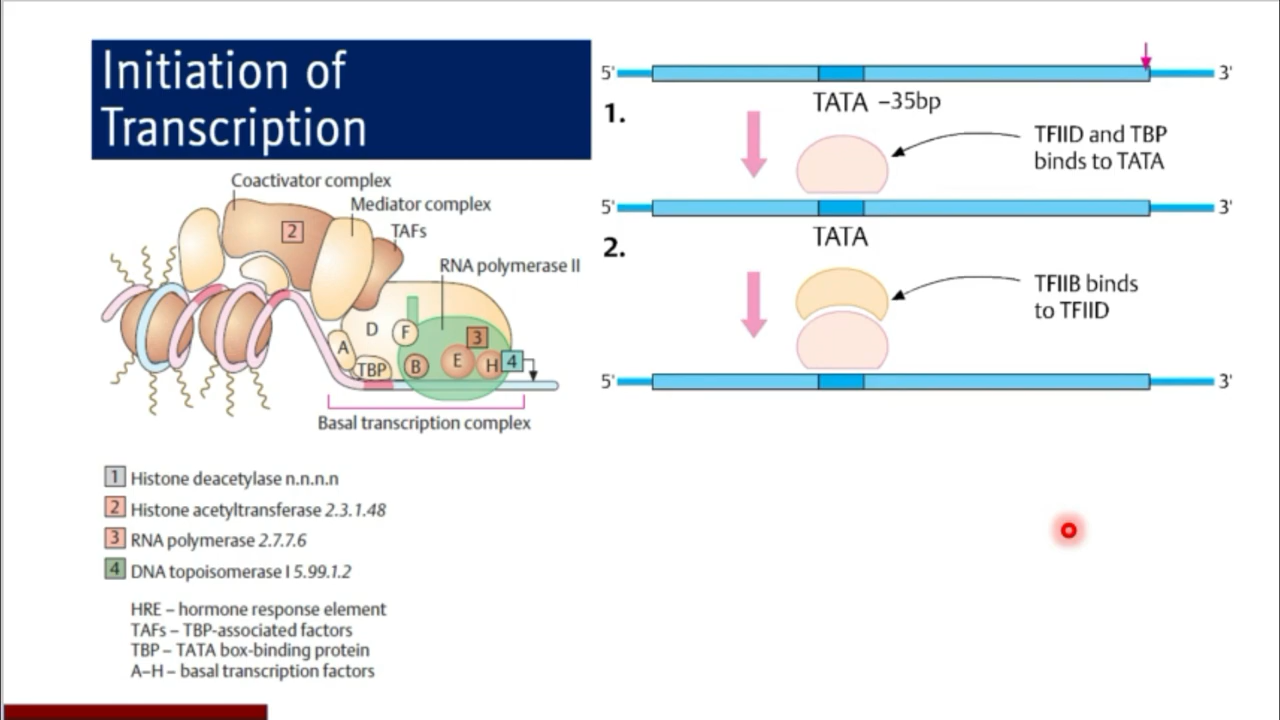 Initiation of
Transcription
Coactivator complex
Mediator complex
TAFs
RNA polymerase II
2
D
F
3
A
TBP
B
E
H
4
Basal transcription complex
1 Histone deacetylase n.n.n.n
2 Histone acetyltransferase 2.3.1.48
3 RNA polymerase 2.7.7.6
4 DNA topoisomerase I 5.99.1.2
HRE – hormone response element
TAFs – TBP-associated factors
TBP – TATA box-binding protein
A–H – basal transcription factors
5' 3'
TATA –35bp
1.
TFIID and TBP
binds to TATA
5' 3'
TATA
2.
TFIIB binds
to TFIID
5' 3'